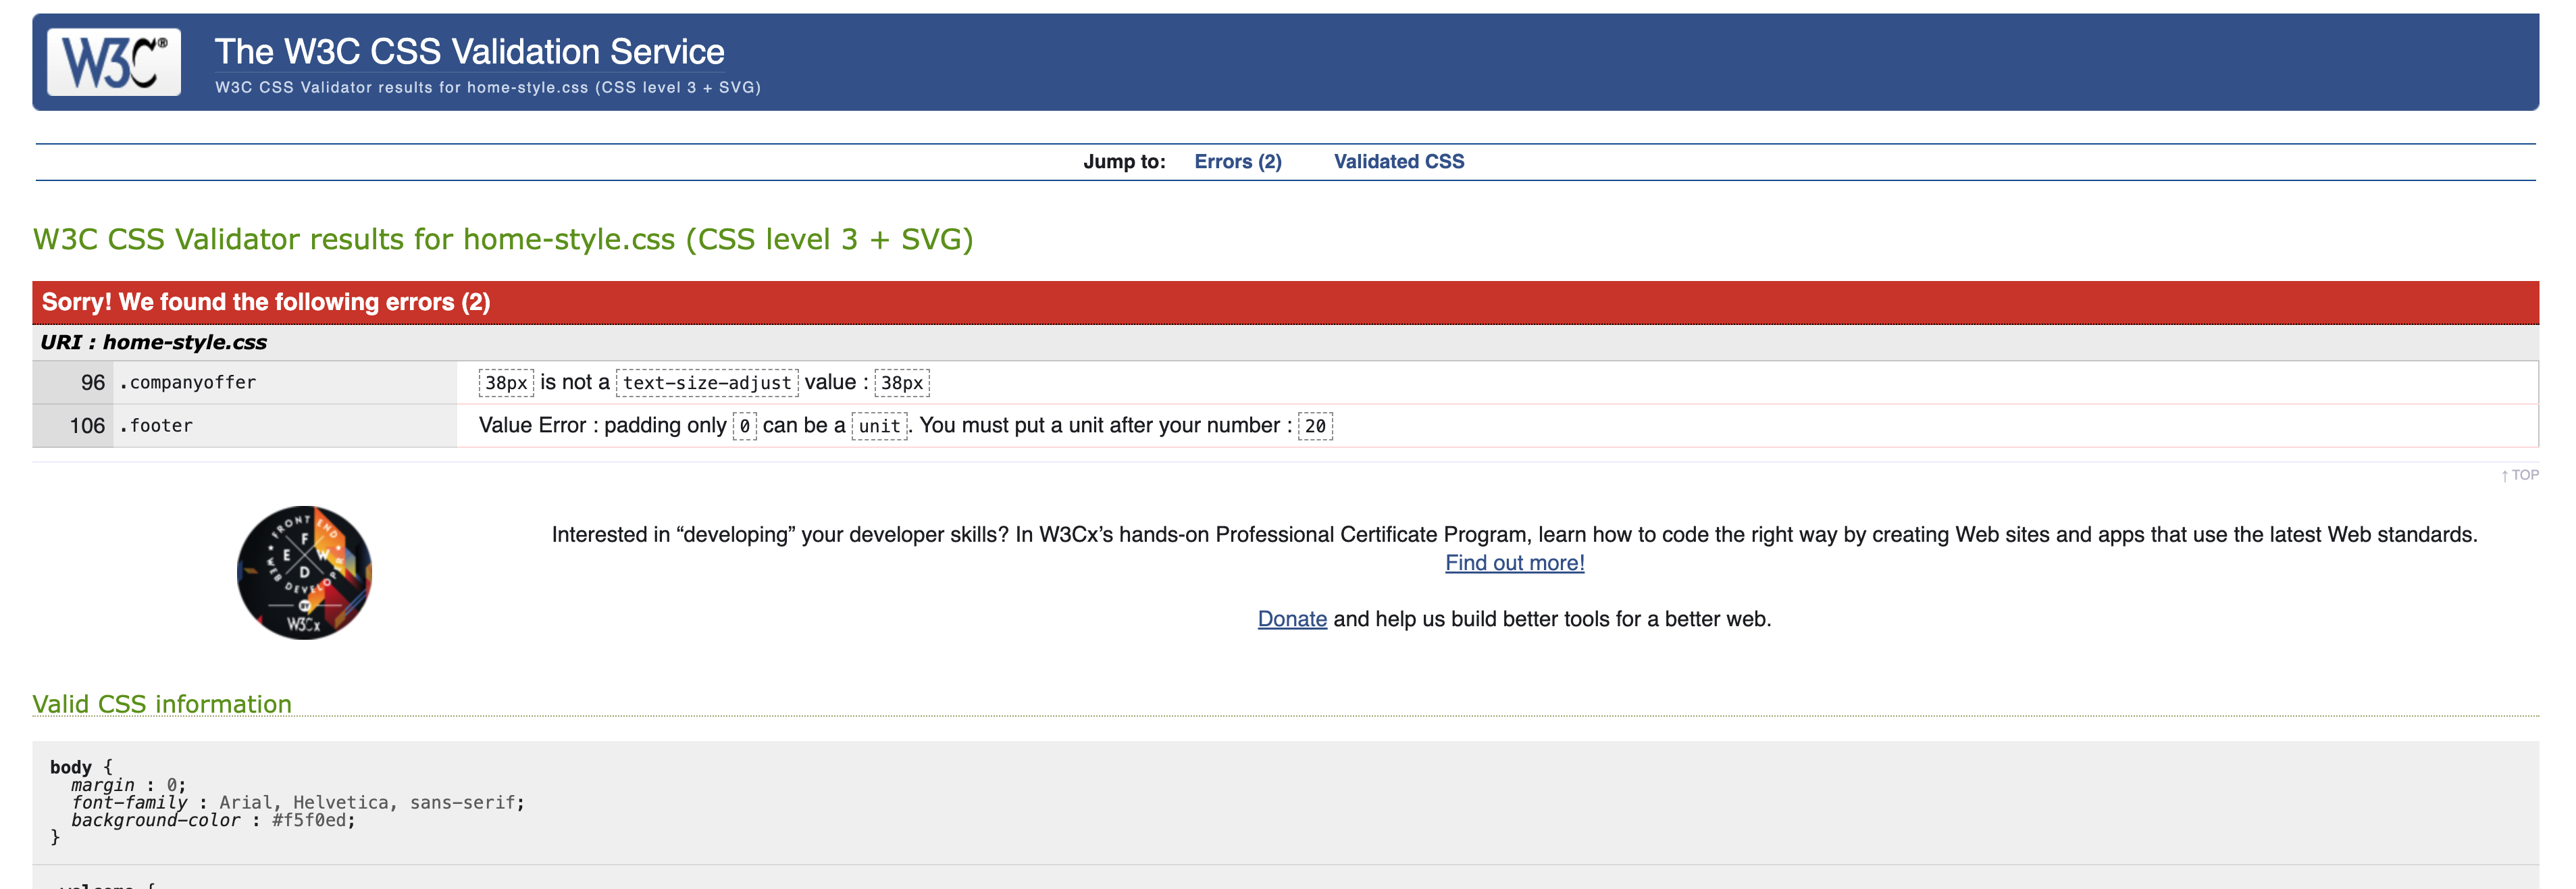 W3C®
The W3C CSS Validation Service
W3C CSS Validator results for home-style.css (CSS level 3 + SVG)
Jump to: Errors (2) Validated CSS
W3C CSS Validator results for home-style.css (CSS level 3 + SVG)
Sorry! We found the following errors (2)
URI : home-style.css
96 .companyoffer 38px is not a text-size-adjust value : 38px
106 .footer Value Error : padding only 0 can be a unit. You must put a unit after your number : 20
↑ TOP
FRONT END
WEB DEVELOPER
F
E W
D
BY
W3Cx
Interested in “developing” your developer skills? In W3Cx’s hands-on Professional Certificate Program, learn how to code the right way by creating Web sites and apps that use the latest Web standards.
Find out more!
Donate and help us build better tools for a better web.
Valid CSS information
body {
margin : 0;
font-family : Arial, Helvetica, sans-serif;
background-color : #f5f0ed;
}